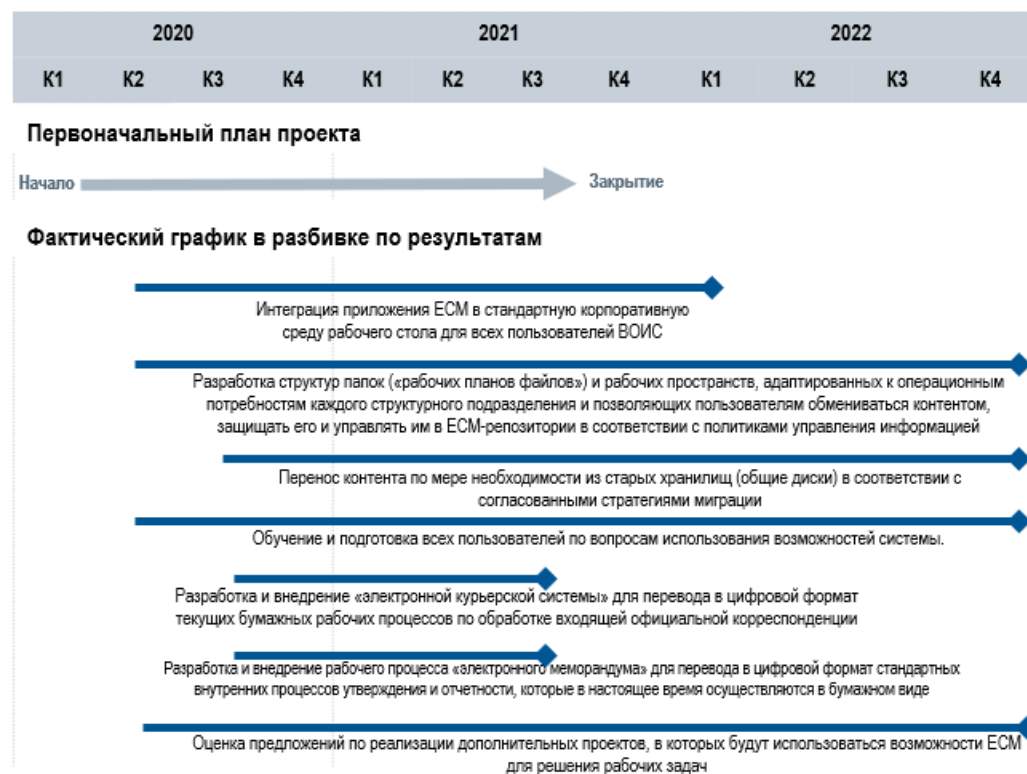 2020 2021 2022
К1 К2 К3 К4 К1 К2 К3 К4 К1 К2 К3 К4
Первоначальный план проекта
Начало Закрытие
Фактический график в разбивке по результатам
Интеграция приложения ECM в стандартную корпоративную
среду рабочего стола для всех пользователей ВОИС
Разработка структур папок («рабочих планов файлов») и рабочих пространств, адаптированных к операционным
потребностям каждого структурного подразделения и позволяющих пользователям обмениваться контентом,
защищать его и управлять им в ECM-репозитории в соответствии с политиками управления информацией
Перенос контента по мере необходимости из старых хранилищ (общие диски) в соответствии с
согласованными стратегиями миграции
Обучение и подготовка всех пользователей по вопросам использования возможностей системы.
Разработка и внедрение «электронной курьерской системы» для перевода в цифровой формат
текущих бумажных рабочих процессов по обработке входящей официальной корреспонденции
Разработка и внедрение рабочего процесса «электронного меморандума» для перевода в цифровой формат стандартных
внутренних процессов утверждения и отчетности, которые в настоящее время осуществляются в бумажном виде
Оценка предложений по реализации дополнительных проектов, в которых будут использоваться возможности ECM
для решения рабочих задач